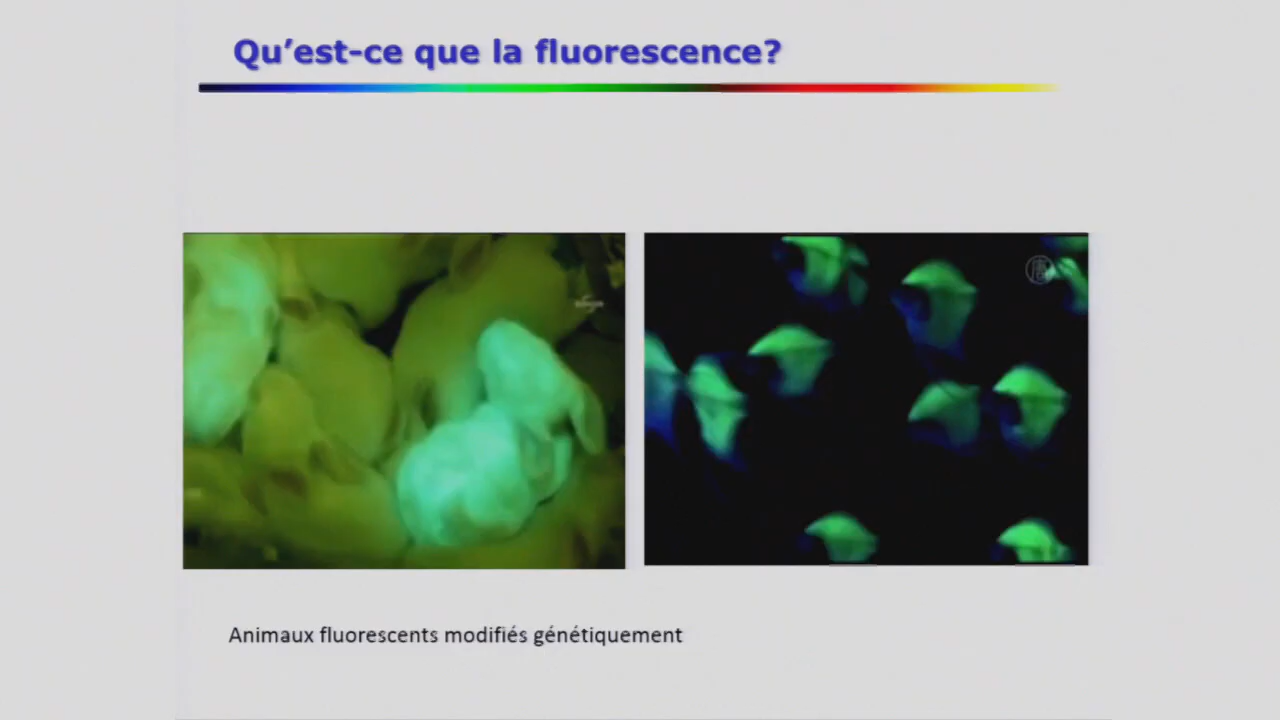 Qu'est-ce que la fluorescence?
Animaux fluorescents modifiés génétiquement